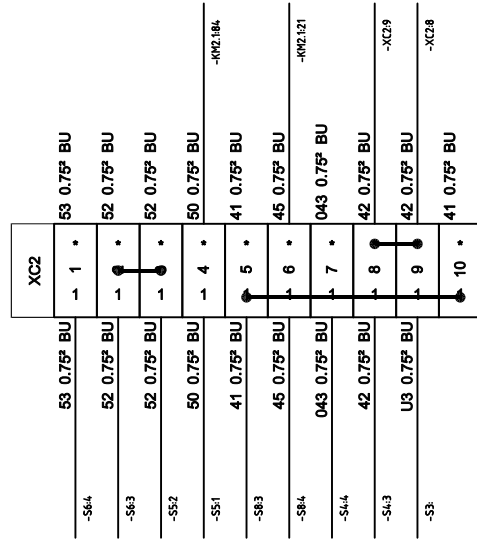 XC2
-S6:4 53 0.75² BU 1 1 * 53 0.75² BU
-S6:3 52 0.75² BU 1 2 * 52 0.75² BU
-S5:2 52 0.75² BU 1 * 52 0.75² BU
-S5:1 50 0.75² BU 1 4 * 50 0.75² BU -KM2.1:84
-S8:3 41 0.75² BU 1 5 * 41 0.75² BU
-S8:4 45 0.75² BU 1 6 * 45 0.75² BU -KM2.1:21
-S4:4 043 0.75² BU 1 7 * 043 0.75² BU
-S4:3 42 0.75² BU 1 8 * 42 0.75² BU -XC2:9
-S3: U3 0.75² BU 1 9 * 42 0.75² BU -XC2:8
1 10 * 41 0.75² BU